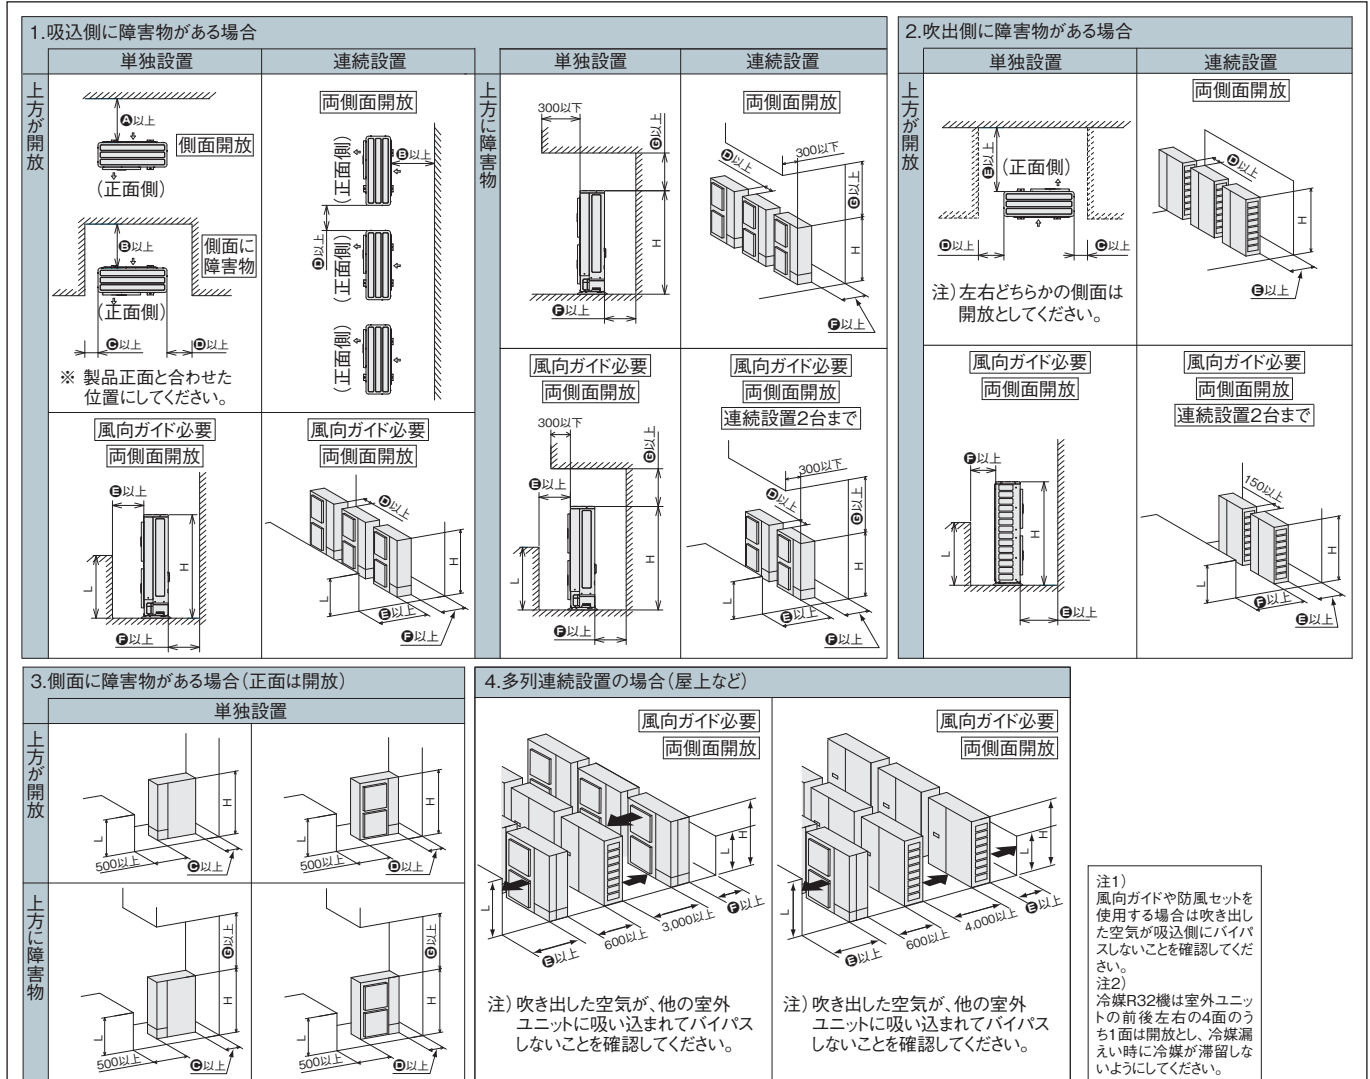 1.吸込側に障害物がある場合
単独設置
連続設置
上方が開放
Ⓐ以上
側面開放
(正面側)
Ⓑ以上
側面に
障害物
(正面側)
Ⓒ以上
Ⓓ以上
※ 製品正面と合わせた
位置にしてください。
両側面開放
Ⓑ以上
(正面側)
Ⓓ以上
(正面側)
(正面側)
風向ガイド必要
両側面開放
Ⓔ以上
L
H
Ⓕ以上
風向ガイド必要
両側面開放
Ⓓ以上
H
L
Ⓔ以上
Ⓕ以上
単独設置
連続設置
上方に障害物
300以下
Ⓖ以上
H
Ⓕ以上
両側面開放
300以下
Ⓓ以上
Ⓖ以上
H
Ⓕ以上
風向ガイド必要
両側面開放
300以下
Ⓖ以上
Ⓔ以上
L
H
Ⓕ以上
風向ガイド必要
両側面開放
連続設置2台まで
300以下
Ⓓ以上
Ⓖ以上
H
L
Ⓔ以上
Ⓕ以上
2.吹出側に障害物がある場合
単独設置
連続設置
上方が開放
Ⓔ以上
(正面側)
Ⓓ以上
Ⓒ以上
注)左右どちらかの側面は
開放としてください。
両側面開放
Ⓓ以上
H
Ⓔ以上
風向ガイド必要
両側面開放
Ⓕ以上
L
H
Ⓔ以上
風向ガイド必要
両側面開放
連続設置2台まで
150以上
H
L
Ⓕ以上
Ⓔ以上
3.側面に障害物がある場合(正面は開放)
単独設置
上方が開放
L
H
500以上
Ⓒ以上
L
H
500以上
Ⓓ以上
上方に障害物
Ⓖ以上
H
L
500以上
Ⓒ以上
Ⓖ以上
H
L
500以上
Ⓓ以上
4.多列連続設置の場合(屋上など)
風向ガイド必要
両側面開放
H
L
L
Ⓕ以上
3,000以上
600以上
Ⓔ以上
注)吹き出した空気が、他の室外
ユニットに吸い込まれてバイパス
しないことを確認してください。
風向ガイド必要
両側面開放
H
L
L
Ⓔ以上
4,000以上
600以上
Ⓔ以上
注)吹き出した空気が、他の室外
ユニットに吸い込まれてバイパス
しないことを確認してください。
注1)
風向ガイドや防風セットを
使用する場合は吹き出し
た空気が吸込側にバイパ
スしないことを確認してくだ
さい。
注2)
冷媒R32機は室外ユニッ
トの前後左右の4面のう
ち1面は開放とし、冷媒漏
えい時に冷媒が滞留しな
いようにしてください。